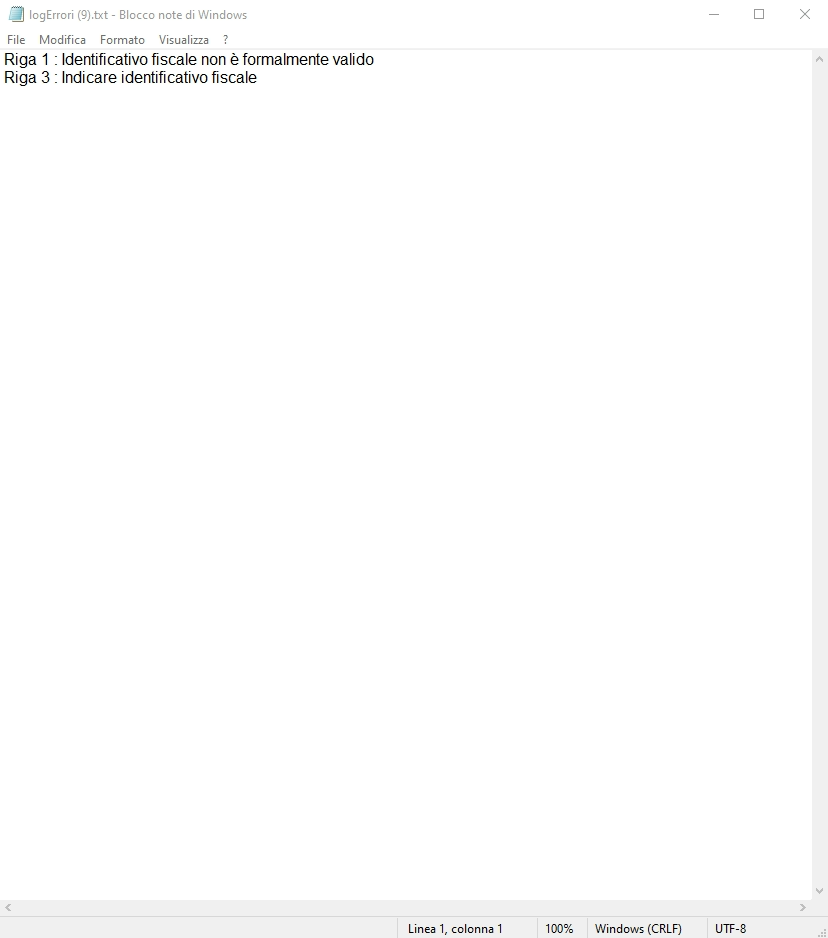 logErrori (9).txt - Blocco note di Windows
File Modifica Formato Visualizza ?
Riga 1 : Identificativo fiscale non è formalmente valido
Riga 3 : Indicare identificativo fiscale
Linea 1, colonna 1 100% Windows (CRLF) UTF-8